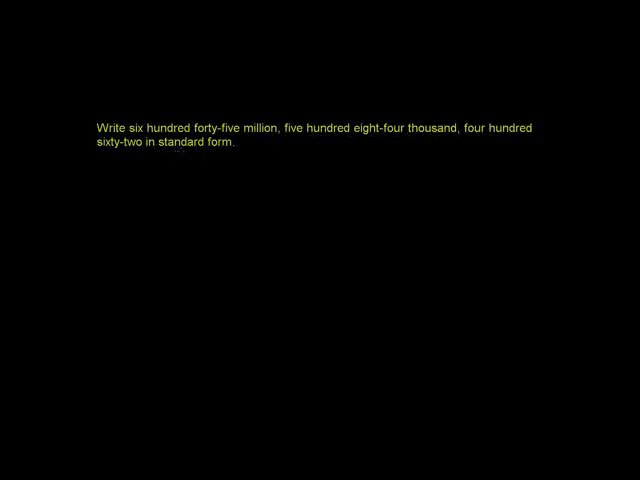 Write six hundred forty-five million, five hundred eight-four thousand, four hundred
sixty-two in standard form.